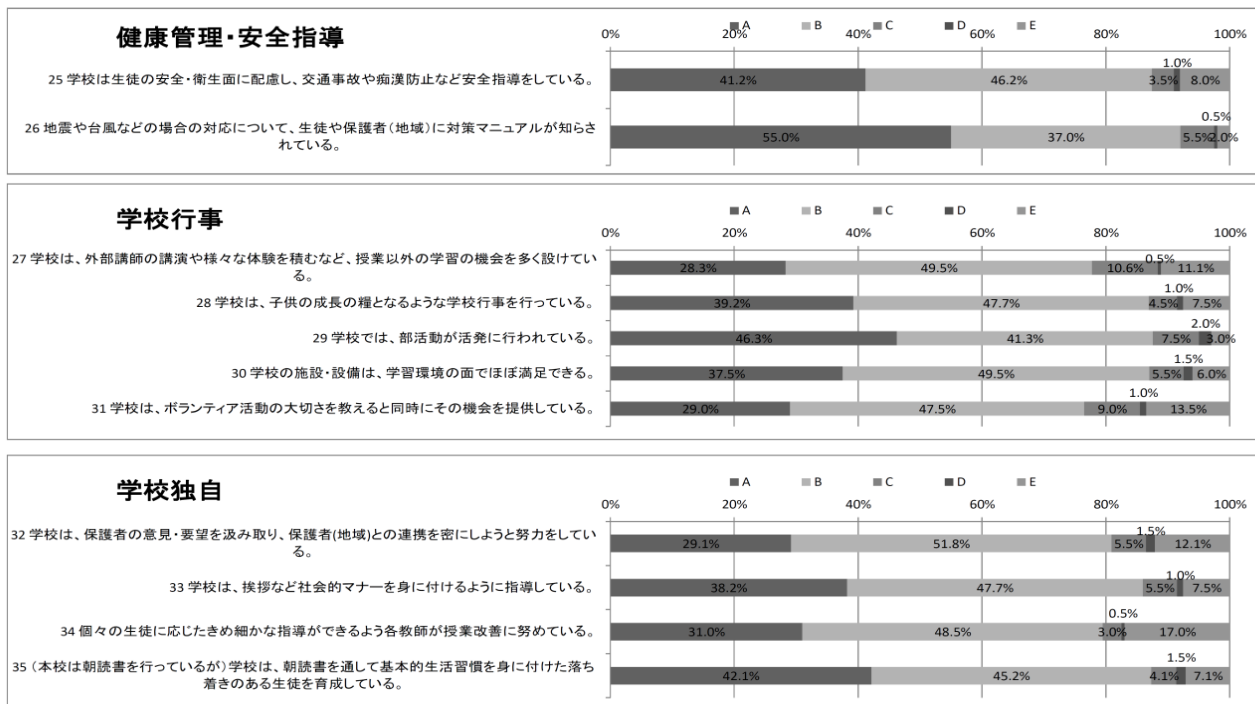 健康管理・安全指導
A B C D E
0% 20% 40% 60% 80% 100%
25 学校は生徒の安全・衛生面に配慮し、交通事故や痴漢防止など安全指導をしている。
41.2% 46.2% 3.5% 1.0% 8.0%
26 地震や台風などの場合の対応について、生徒や保護者(地域)に対策マニュアルが知らさ
れている。
55.0% 37.0% 5.5% 0.5% 2.0%
学校行事
A B C D E
0% 20% 40% 60% 80% 100%
27 学校は、外部講師の講演や様々な体験を積むなど、授業以外の学習の機会を多く設けてい
る。
28.3% 49.5% 10.6% 0.5% 11.1%
28 学校は、子供の成長の糧となるような学校行事を行っている。
39.2% 47.7% 4.5% 1.0% 7.5%
29 学校では、部活動が活発に行われている。
46.3% 41.3% 7.5% 2.0% 3.0%
30 学校の施設・設備は、学習環境の面でほぼ満足できる。
37.5% 49.5% 5.5% 1.5% 6.0%
31 学校は、ボランティア活動の大切さを教えると同時にその機会を提供している。
29.0% 47.5% 9.0% 1.0% 13.5%
学校独自
A B C D E
0% 20% 40% 60% 80% 100%
32 学校は、保護者の意見・要望を汲み取り、保護者(地域)との連携を密にしようと努力をしてい
る。
29.1% 51.8% 5.5% 1.5% 12.1%
33 学校は、挨拶など社会的マナーを身に付けるように指導している。
38.2% 47.7% 5.5% 1.0% 7.5%
34 個々の生徒に応じたきめ細かな指導ができるよう各教師が授業改善に努めている。
31.0% 48.5% 3.0% 0.5% 17.0%
35 (本校は朝読書を行っているが)学校は、朝読書を通して基本的生活習慣を身に付けた落ち
着きのある生徒を育成している。
42.1% 45.2% 4.1% 1.5% 7.1%